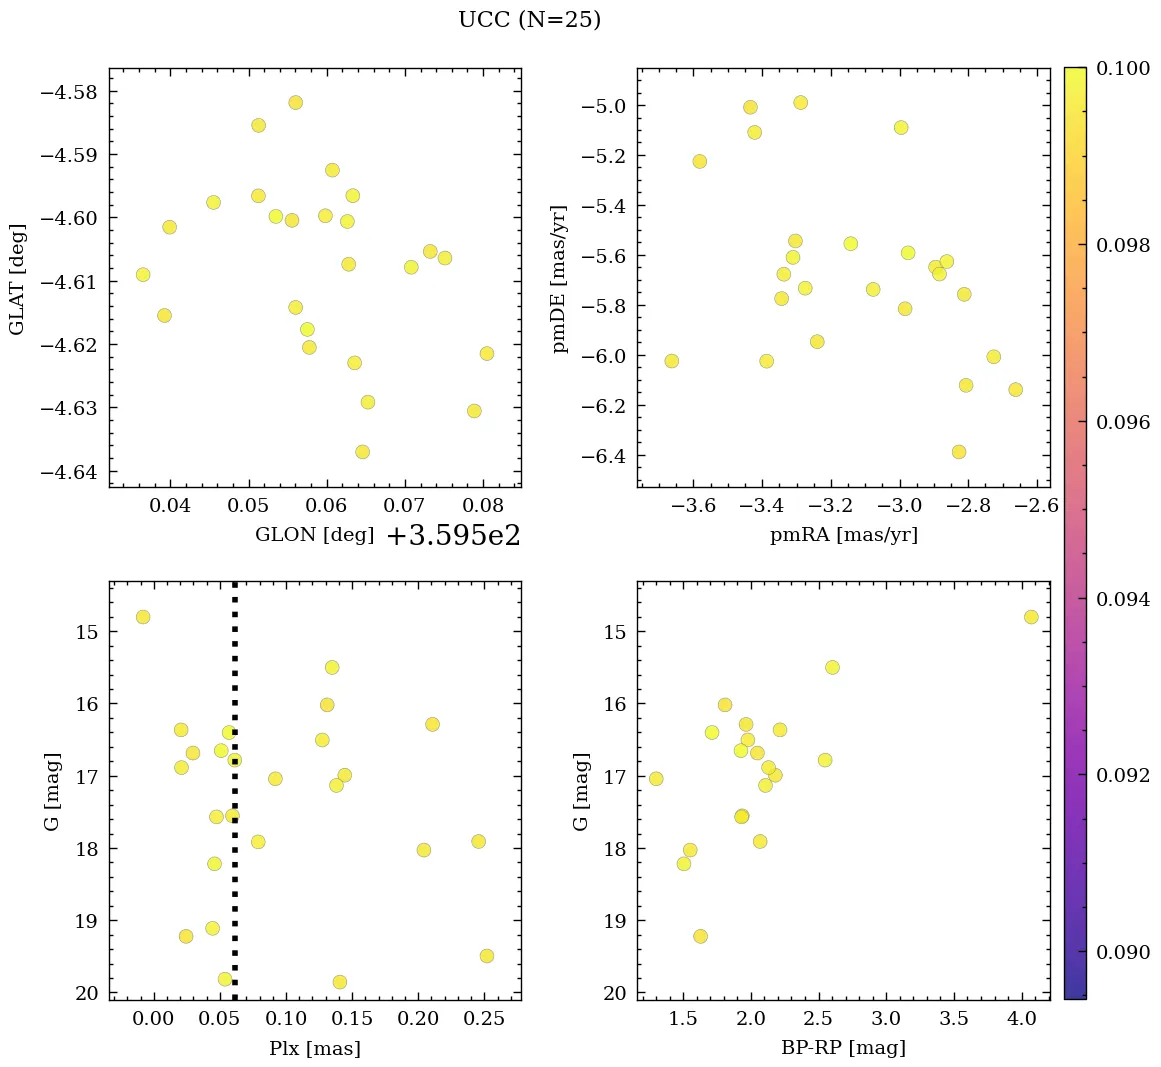 UCC (N=25)
−4.58
−4.59
−4.60
−4.61
−4.62
−4.63
−4.64
GLAT [deg]
0.04 0.05 0.06 0.07 0.08
GLON [deg] +3.595e2
−5.0
−5.2
−5.4
−5.6
−5.8
−6.0
−6.2
−6.4
pmDE [mas/yr]
−3.6 −3.4 −3.2 −3.0 −2.8 −2.6
pmRA [mas/yr]
15
16
17
18
19
20
G [mag]
0.00 0.05 0.10 0.15 0.20 0.25
Plx [mas]
15
16
17
18
19
20
G [mag]
1.5 2.0 2.5 3.0 3.5 4.0
BP-RP [mag]
0.100
0.098
0.096
0.094
0.092
0.090